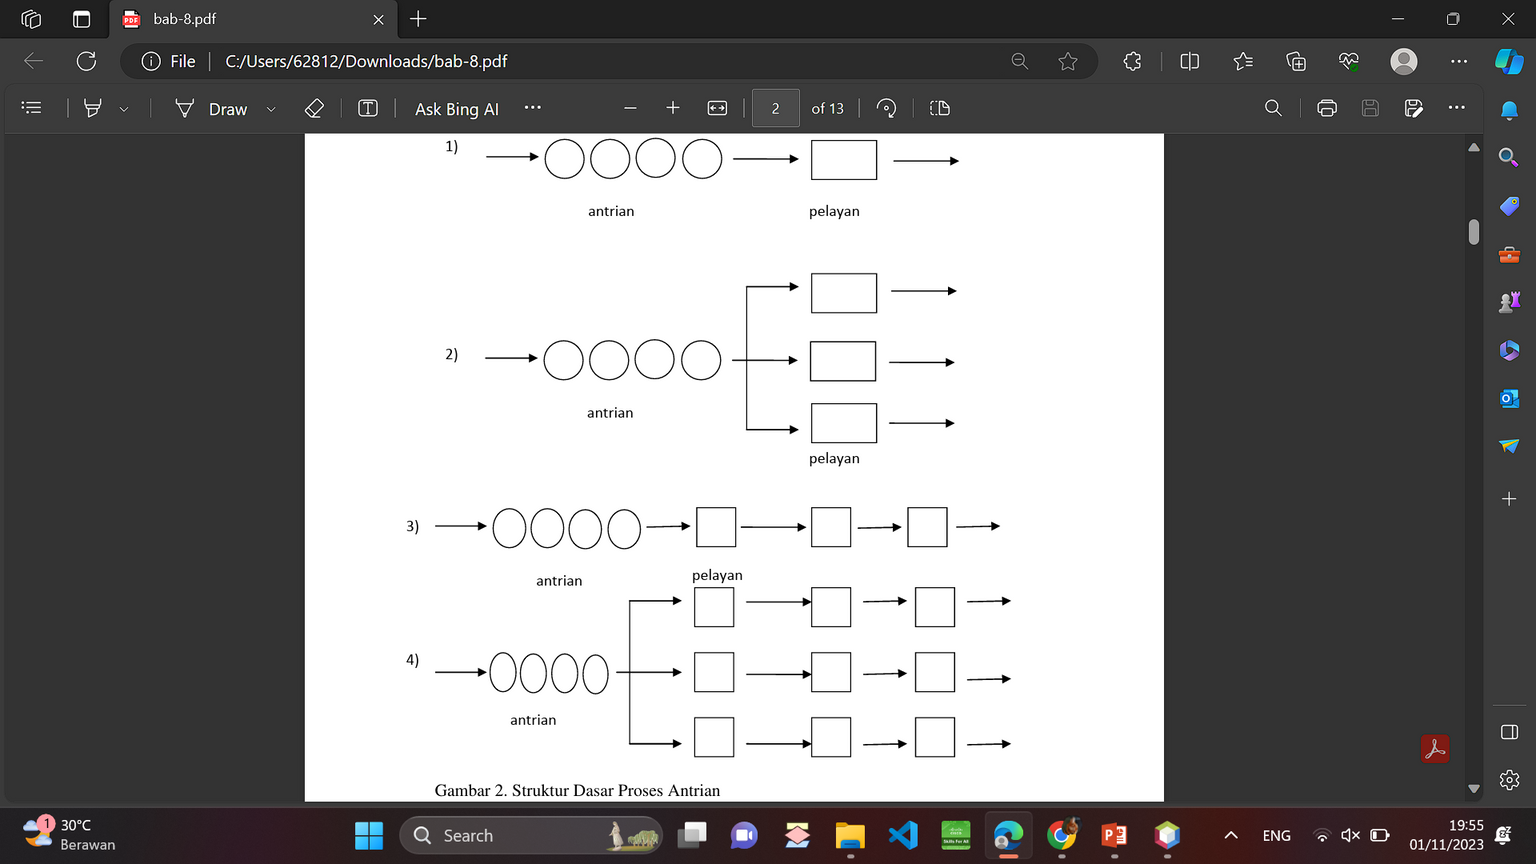 bab-8.pdf
File
C:/Users/62812/Downloads/bab-8.pdf
Draw
Ask Bing AI
2
of 13
1)
antrian
pelayan
2)
antrian
pelayan
3)
antrian
pelayan
4)
antrian
Gambar 2. Struktur Dasar Proses Antrian
1
30°C
Berawan
Search
ENG
19:55
01/11/2023